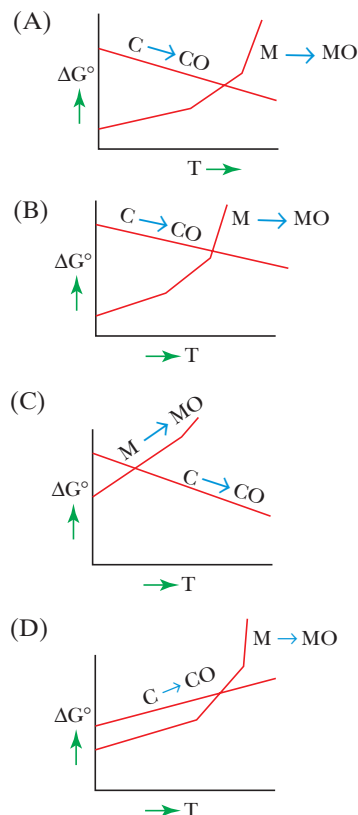 (A)
C → CO
M → MO
ΔG°
T →
(B)
C → CO
M → MO
ΔG°
→ T
(C)
M → MO
C → CO
ΔG°
→ T
(D)
M → MO
C → CO
ΔG°
→ T